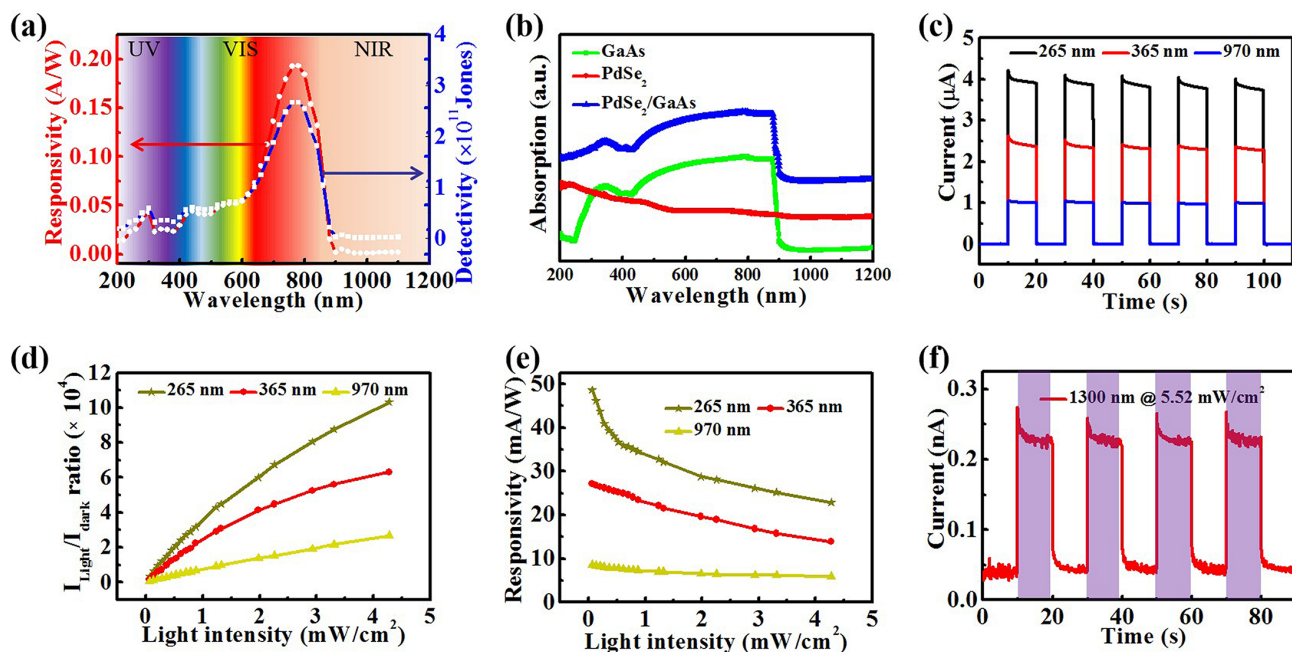 (a)
UV
VIS
NIR
0.20
0.15
0.10
0.05
0.00
Responsivity (A/W)
4
3
2
1
0
Detectivity (×10¹¹Jones)
200 400 600 800 1000 1200
Wavelength (nm)
(b)
GaAs
PdSe₂
PdSe₂/GaAs
Absorption (a.u.)
200 400 600 800 1000 1200
Wavelength (nm)
(c)
265 nm 365 nm 970 nm
5
4
3
2
1
0
Current (μA)
0 20 40 60 80 100
Time (s)
(d)
265 nm 365 nm 970 nm
12
10
8
6
4
2
0
I_Light/I_dark ratio (× 10⁴)
0 1 2 3 4 5
Light intensity (mW/cm²)
(e)
265 nm 365 nm
970 nm
50
40
30
20
10
0
Responsivity (mA/W)
0 1 2 3 4 5
Light intensity (mW/cm²)
(f)
1300 nm @ 5.52 mW/cm²
0.3
0.2
0.1
0.0
Current (nA)
0 20 40 60 80
Time (s)